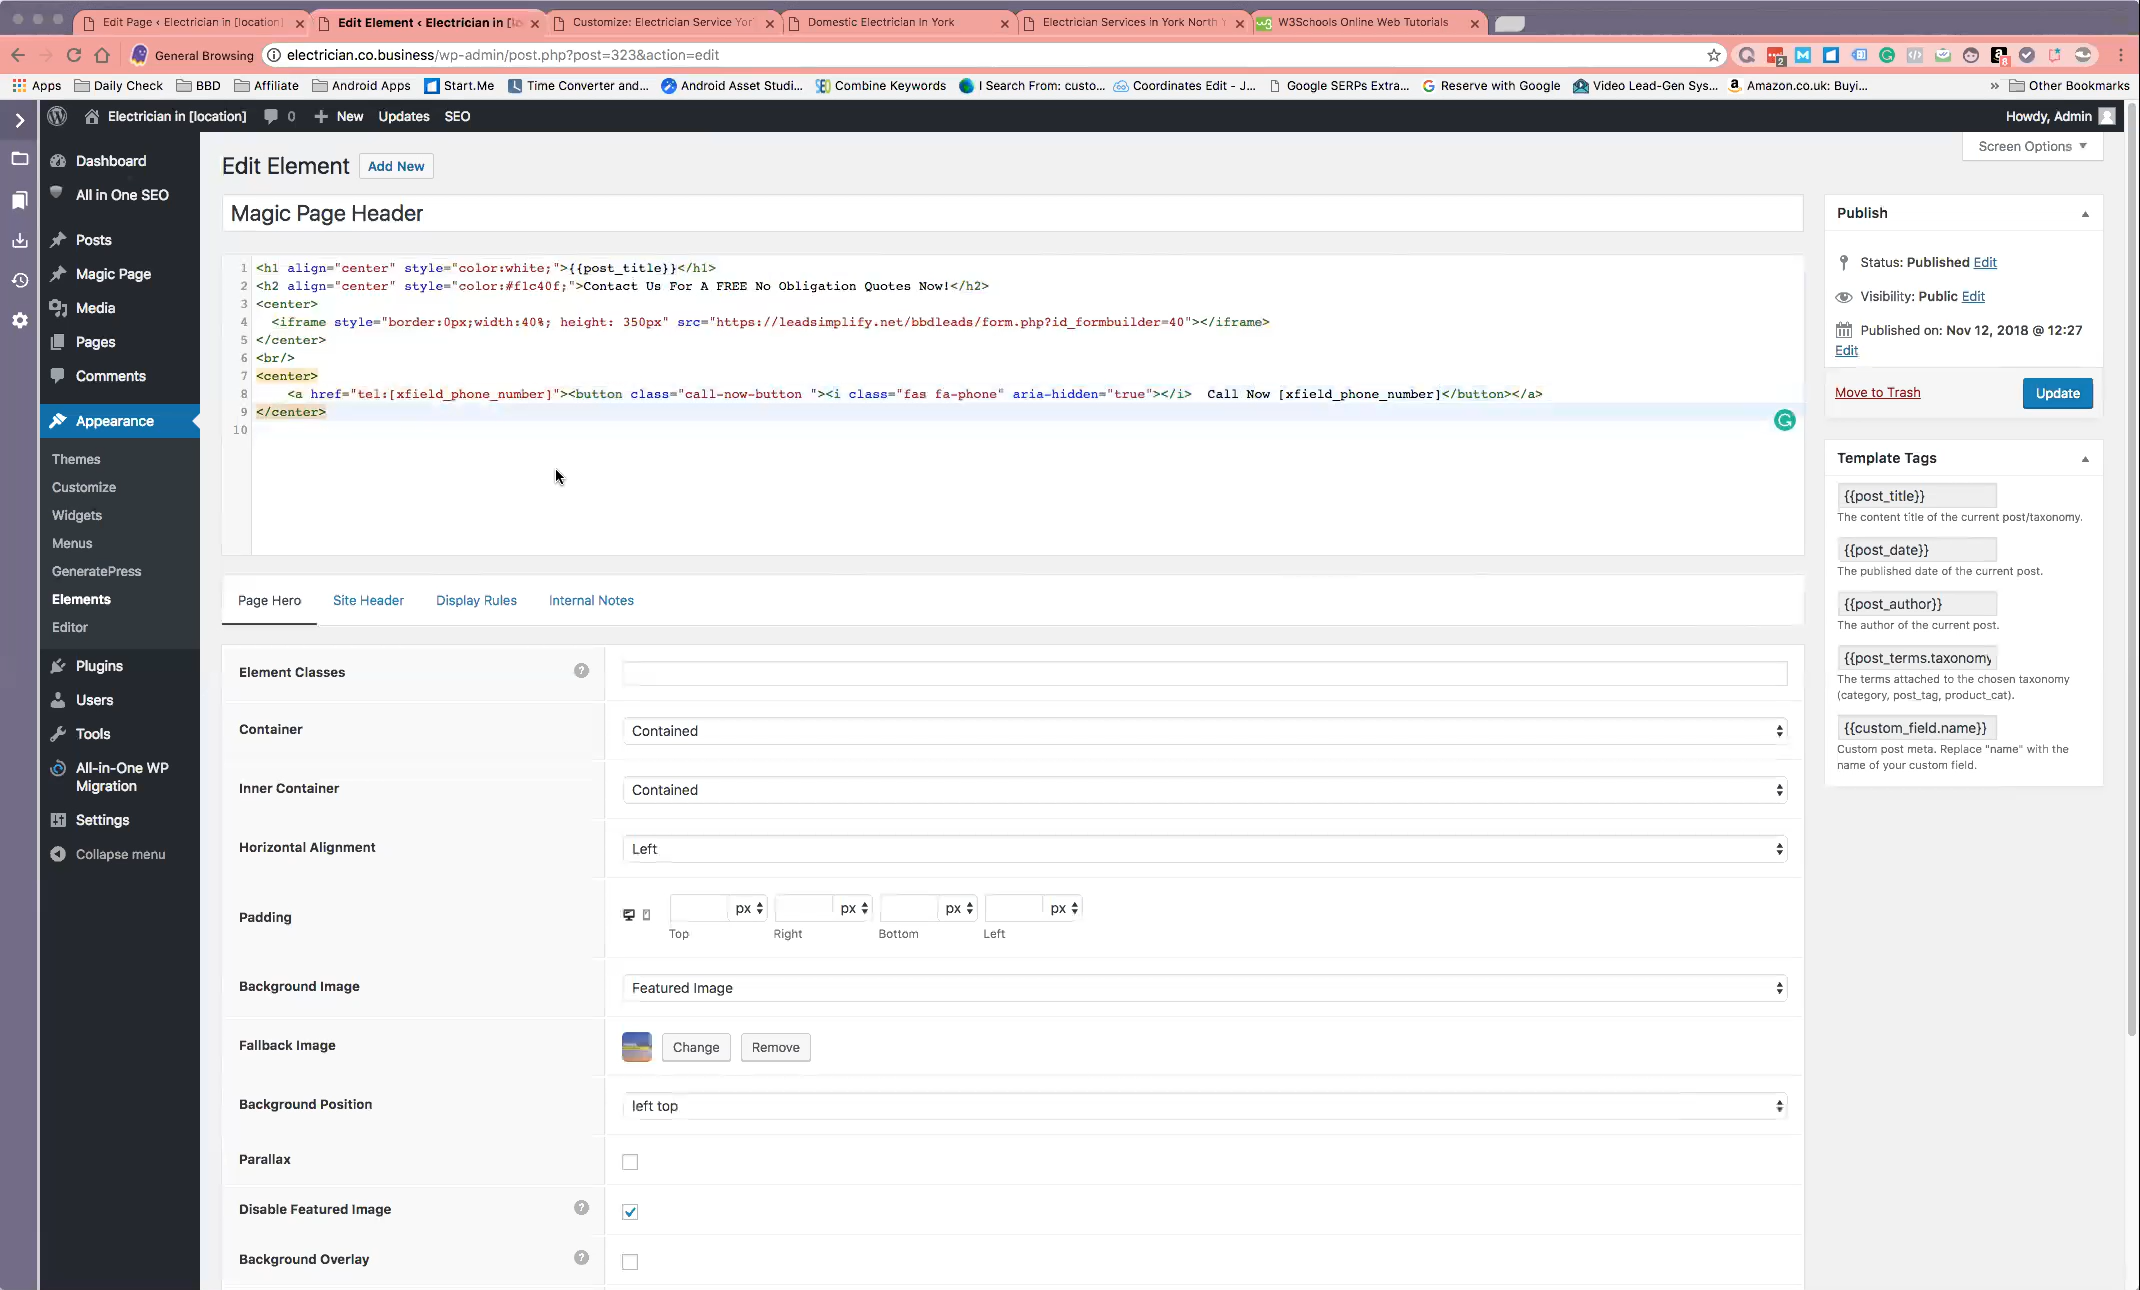 Edit Page ‹ Electrician in [location]
Edit Element ‹ Electrician in [lo
Customize: Electrician Service Yor
Domestic Electrician In York
Electrician Services in York North Y
W3Schools Online Web Tutorials
General Browsing
electrician.co.business/wp-admin/post.php?post=323&action=edit
Apps
Daily Check
BBD
Affiliate
Android Apps
Start.Me
Time Converter and...
Android Asset Studi...
Combine Keywords
I Search From: custo...
Coordinates Edit - J...
Google SERPs Extra...
Reserve with Google
Video Lead-Gen Sys...
Amazon.co.uk: Buyi...
»
Other Bookmarks
Electrician in [location]
0
New
Updates
SEO
Howdy, Admin
Dashboard
All in One SEO
Posts
Magic Page
Media
Pages
Comments
Appearance
Themes
Customize
Widgets
Menus
GeneratePress
Elements
Editor
Plugins
Users
Tools
All-in-One WP
Migration
Settings
Collapse menu
Screen Options
Edit Element
Add New
Magic Page Header
1 <h1 align="center" style="color:white;">{{post_title}}</h1>
2 <h2 align="center" style="color:#f1c40f;">Contact Us For A FREE No Obligation Quotes Now!</h2>
3 <center>
4 <iframe style="border:0px;width:40%; height: 350px" src="https://leadsimplify.net/bbdleads/form.php?id_formbuilder=40"></iframe>
5 </center>
6 <br/>
7 <center>
8 <a href="tel:[xfield_phone_number]"><button class="call-now-button "><i class="fas fa-phone" aria-hidden="true"></i> Call Now [xfield_phone_number]</button></a>
9 </center>
10
Page Hero
Site Header
Display Rules
Internal Notes
Element Classes
Container
Contained
Inner Container
Contained
Horizontal Alignment
Left
Padding
px px px px
Top Right Bottom Left
Background Image
Featured Image
Fallback Image
Change
Remove
Background Position
left top
Parallax
Disable Featured Image
Background Overlay
Publish
Status: Published Edit
Visibility: Public Edit
Published on: Nov 12, 2018 @ 12:27
Edit
Move to Trash
Update
Template Tags
{{post_title}}
The content title of the current post/taxonomy.
{{post_date}}
The published date of the current post.
{{post_author}}
The author of the current post.
{{post_terms.taxonomy
The terms attached to the chosen taxonomy
(category, post_tag, product_cat).
{{custom_field.name}}
Custom post meta. Replace "name" with the
name of your custom field.